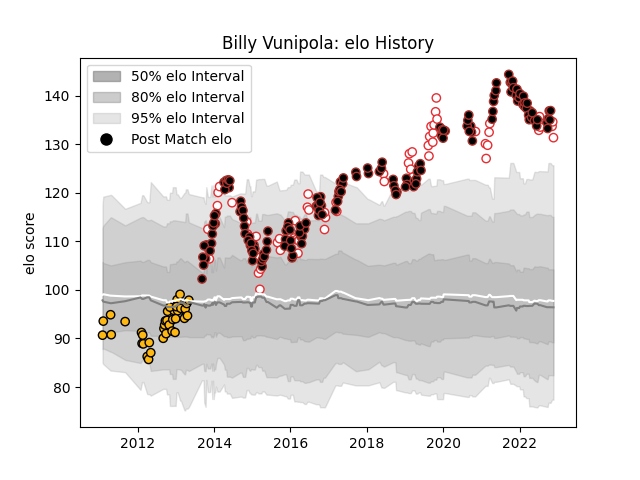 Billy Vunipola: elo History
50% elo Interval
80% elo Interval
95% elo Interval
Post Match elo
elo score
140
130
120
110
100
90
80
2012 2014 2016 2018 2020 2022